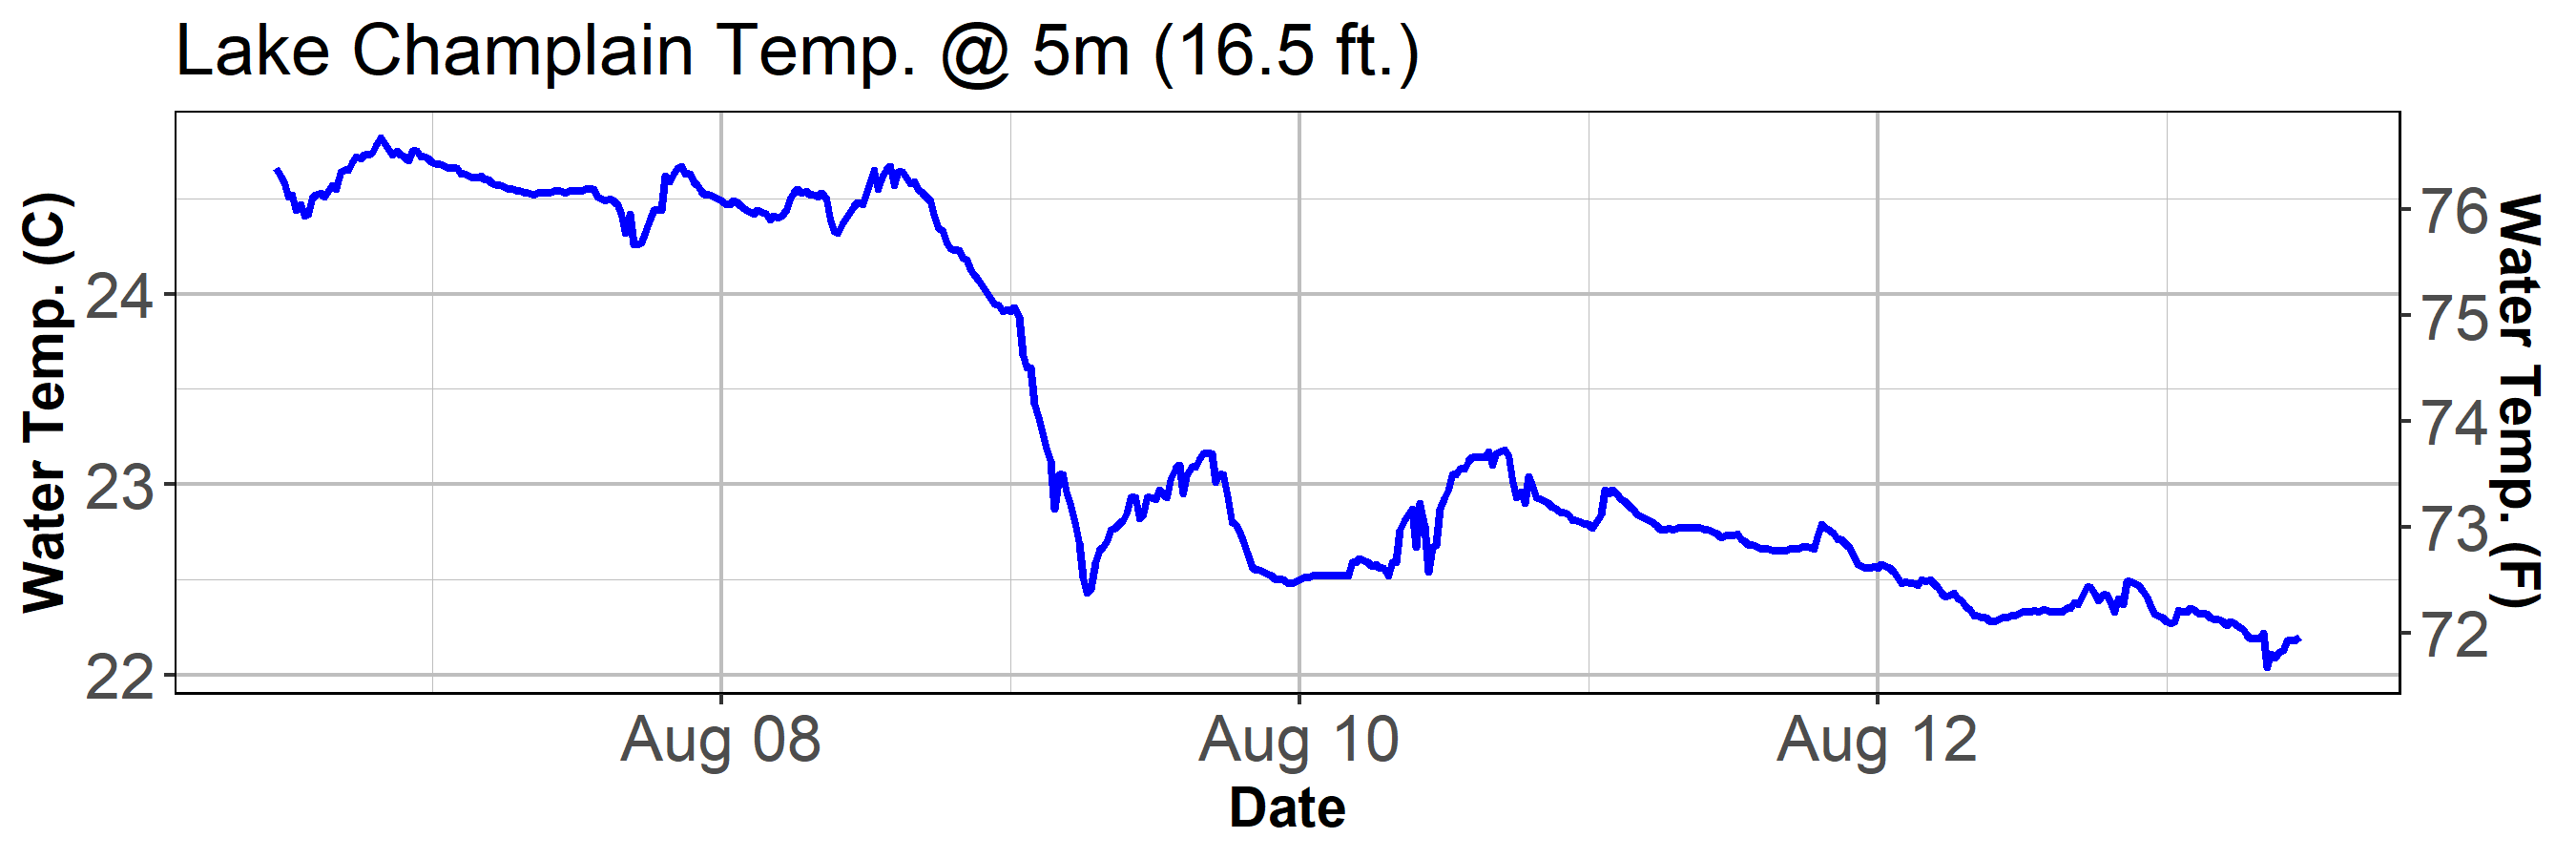 Lake Champlain Temp. @ 5m (16.5 ft.)
Water Temp. (C)
24
23
22
76
75
74
73
72
Water Temp. (F)
Aug 08
Aug 10
Aug 12
Date